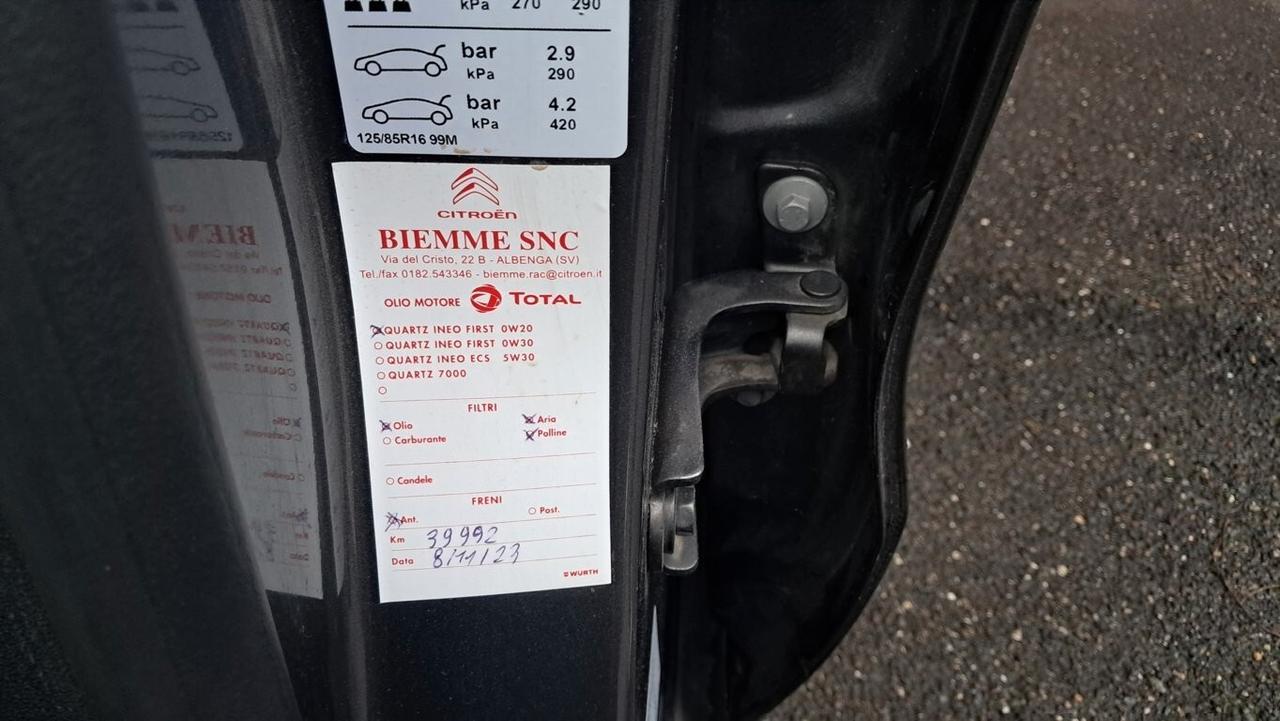 kPa 270 290
bar 2.9
kPa 290
bar 4.2
kPa 420
125/85R16 99M
CITROËN
BIEMME SNC
Via del Cristo, 22 B - ALBENGA (SV)
Tel./fax 0182.543346 - biemme.rac@citroen.it
OLIO MOTORE TOTAL
QUARTZ INEO FIRST 0W20
QUARTZ INEO FIRST 0W30
QUARTZ INEO ECS 5W30
QUARTZ 7000
FILTRI
Olio Aria
Carburante Polline
Candele
FRENI
Ant. Post.
Km 39992
Data 8/11/23
WÜRTH